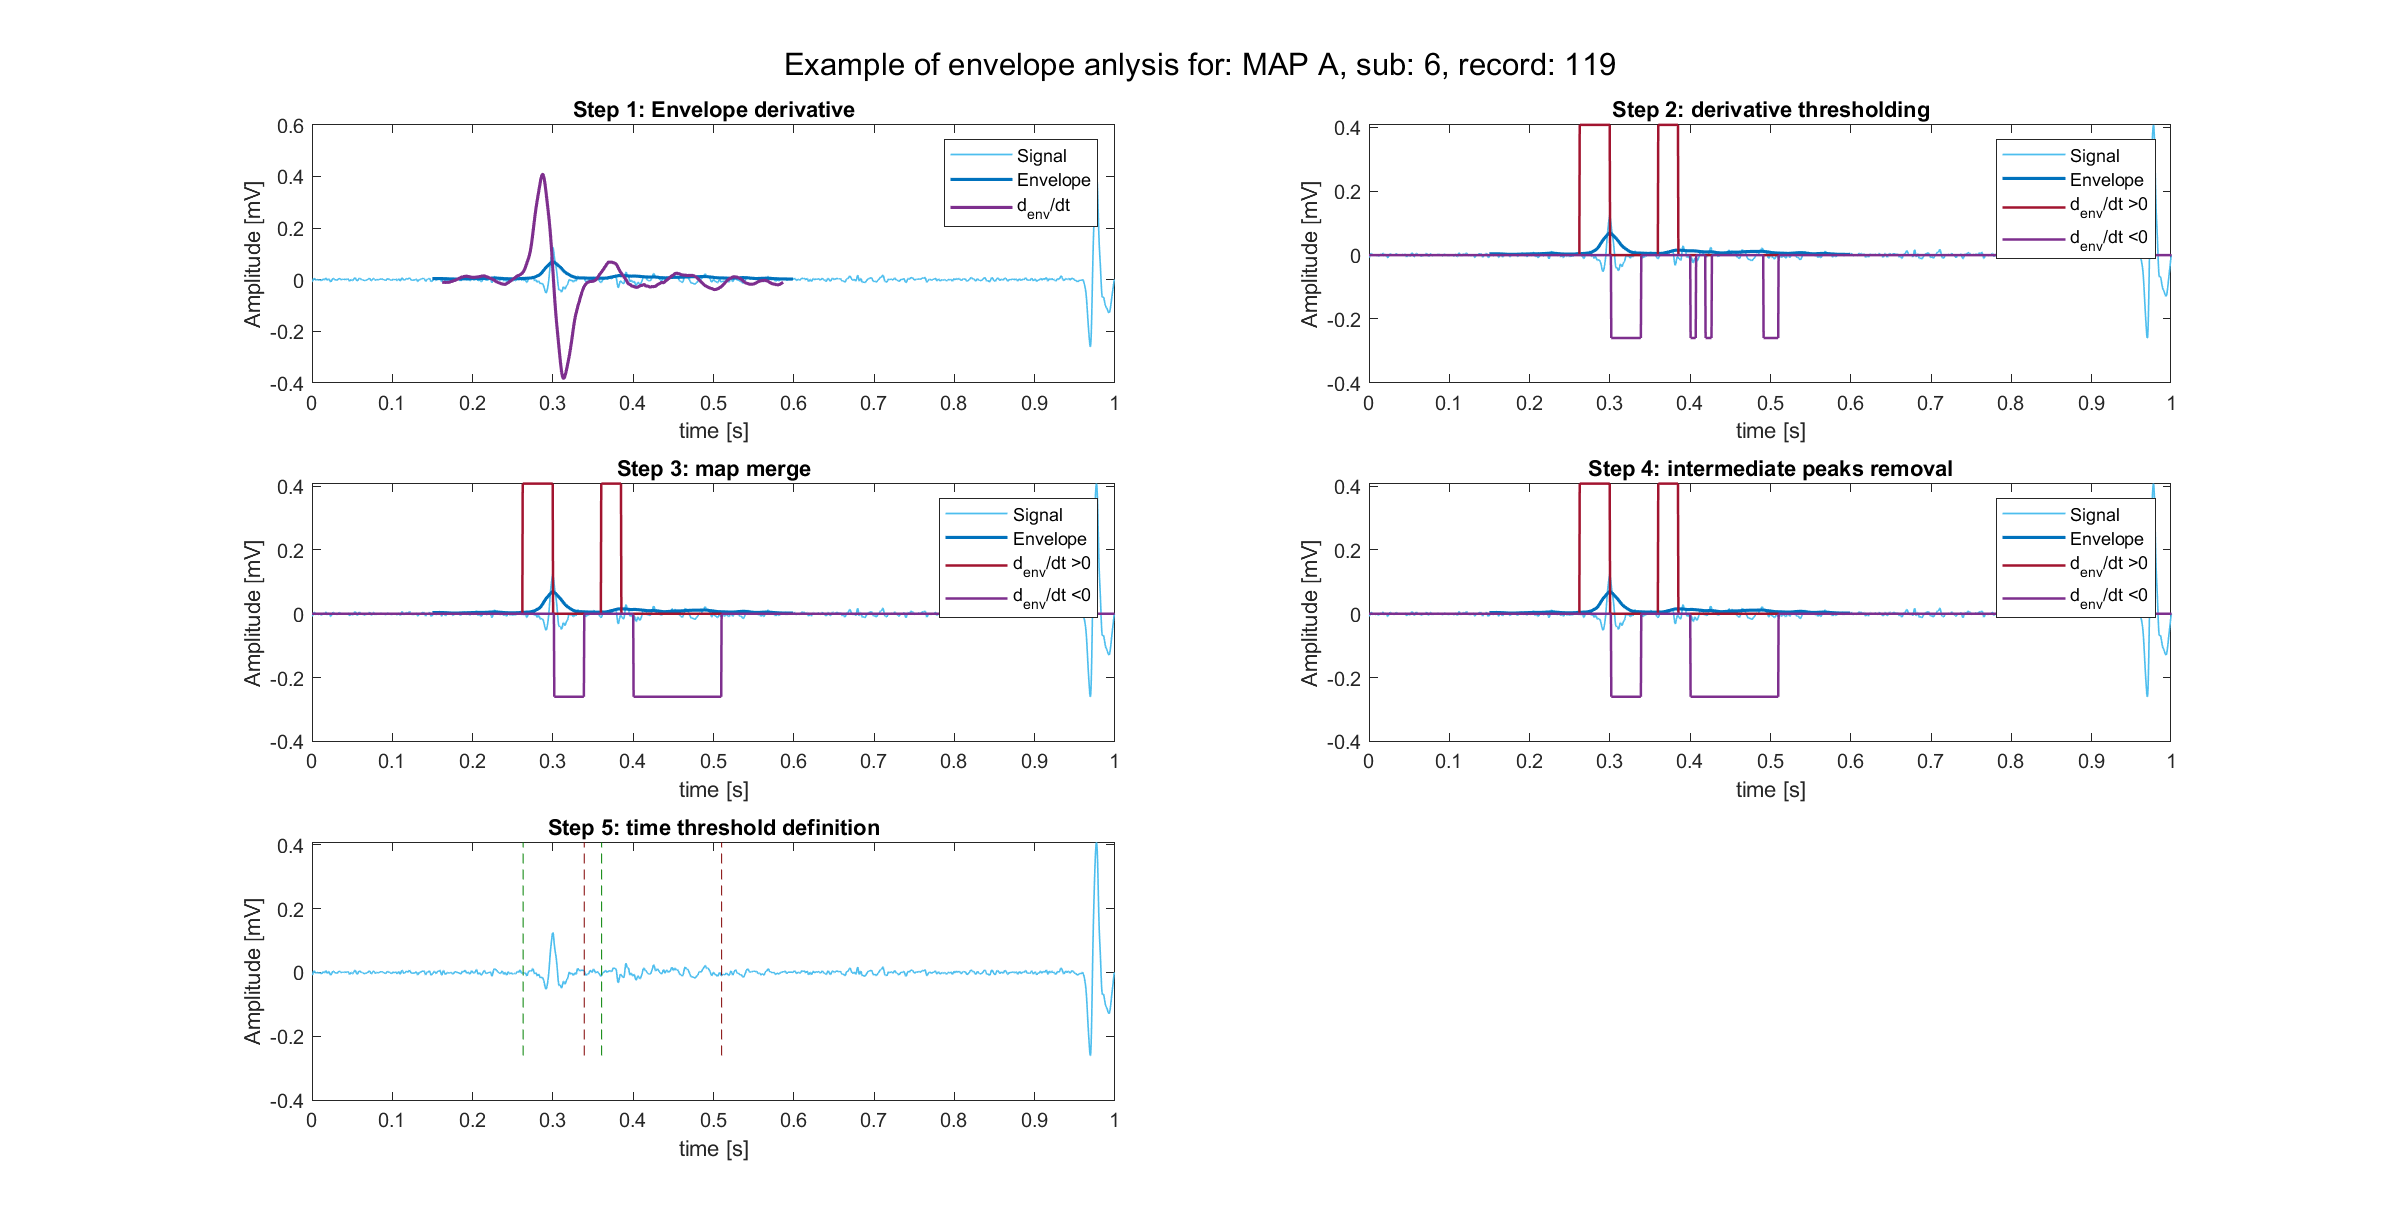 Example of envelope anlysis for: MAP A, sub: 6, record: 119
Step 1: Envelope derivative
Amplitude [mV]
0.6
0.4
0.2
0
-0.2
-0.4
Signal
Envelope
d_env/dt
0 0.1 0.2 0.3 0.4 0.5 0.6 0.7 0.8 0.9 1
time [s]
Step 2: derivative thresholding
Amplitude [mV]
0.4
0.2
0
-0.2
-0.4
Signal
Envelope
d_env/dt >0
d_env/dt <0
0 0.1 0.2 0.3 0.4 0.5 0.6 0.7 0.8 0.9 1
time [s]
Step 3: map merge
Amplitude [mV]
0.4
0.2
0
-0.2
-0.4
Signal
Envelope
d_env/dt >0
d_env/dt <0
0 0.1 0.2 0.3 0.4 0.5 0.6 0.7 0.8 0.9 1
time [s]
Step 4: intermediate peaks removal
Amplitude [mV]
0.4
0.2
0
-0.2
-0.4
Signal
Envelope
d_env/dt >0
d_env/dt <0
0 0.1 0.2 0.3 0.4 0.5 0.6 0.7 0.8 0.9 1
time [s]
Step 5: time threshold definition
Amplitude [mV]
0.4
0.2
0
-0.2
-0.4
0 0.1 0.2 0.3 0.4 0.5 0.6 0.7 0.8 0.9 1
time [s]